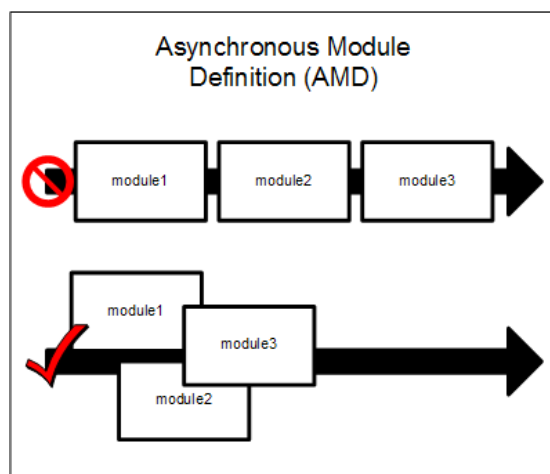 Asynchronous Module
Definition (AMD)
module1
module2
module3
module1
module3
module2